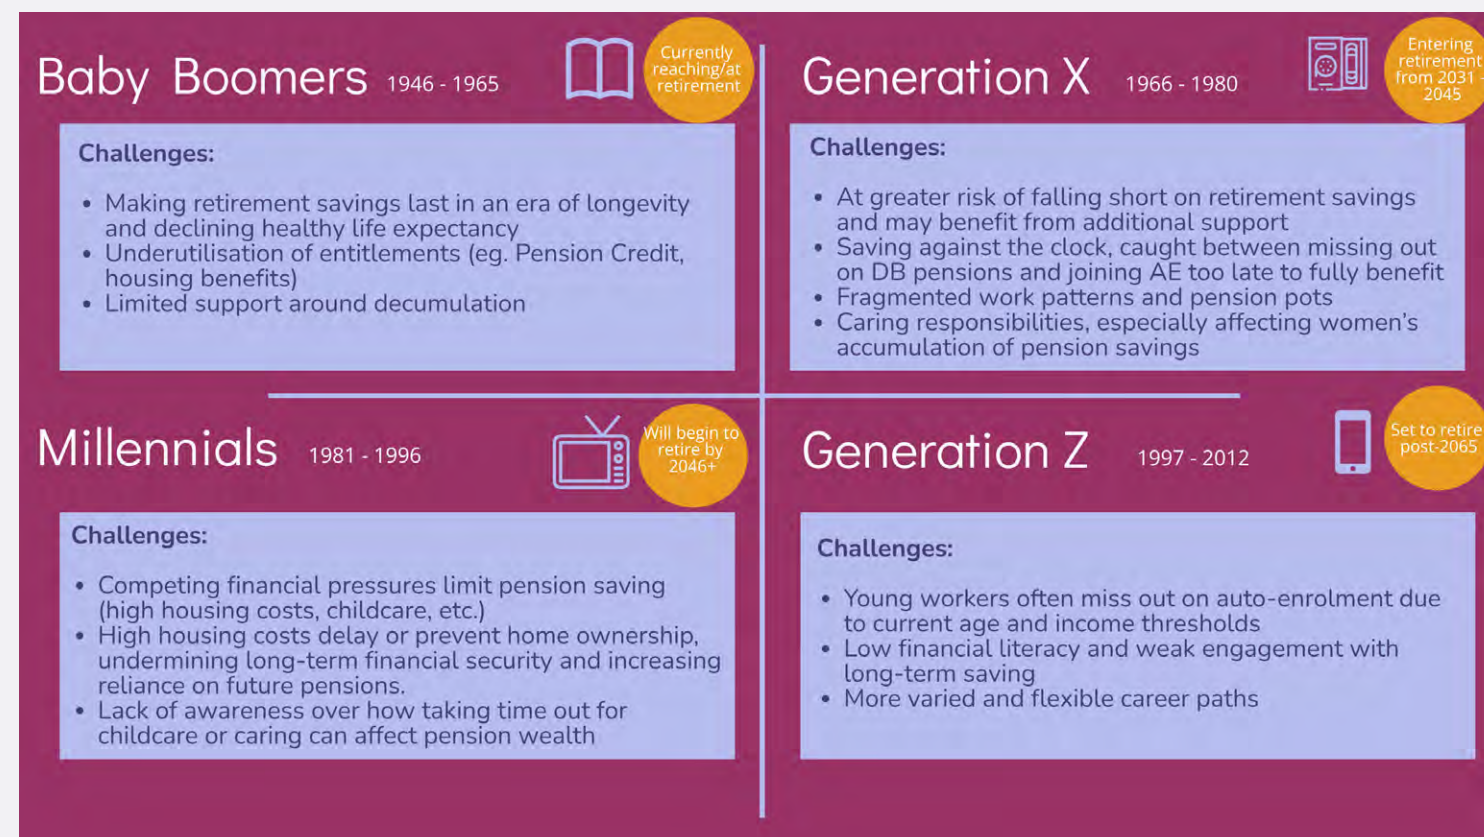 Baby Boomers 1946 - 1965
Currently
reaching/at
retirement
Challenges:
• Making retirement savings last in an era of longevity
and declining healthy life expectancy
• Underutilisation of entitlements (eg. Pension Credit,
housing benefits)
• Limited support around decumulation
Generation X 1966 - 1980
Entering
retirement
from 2031 -
2045
Challenges:
• At greater risk of falling short on retirement savings
and may benefit from additional support
• Saving against the clock, caught between missing out
on DB pensions and joining AE too late to fully benefit
• Fragmented work patterns and pension pots
• Caring responsibilities, especially affecting women's
accumulation of pension savings
Millennials 1981 - 1996
Will begin to
retire by
2046+
Challenges:
• Competing financial pressures limit pension saving
(high housing costs, childcare, etc.)
• High housing costs delay or prevent home ownership,
undermining long-term financial security and increasing
reliance on future pensions.
• Lack of awareness over how taking time out for
childcare or caring can affect pension wealth
Generation Z 1997 - 2012
Set to retire
post-2065
Challenges:
• Young workers often miss out on auto-enrolment due
to current age and income thresholds
• Low financial literacy and weak engagement with
long-term saving
• More varied and flexible career paths